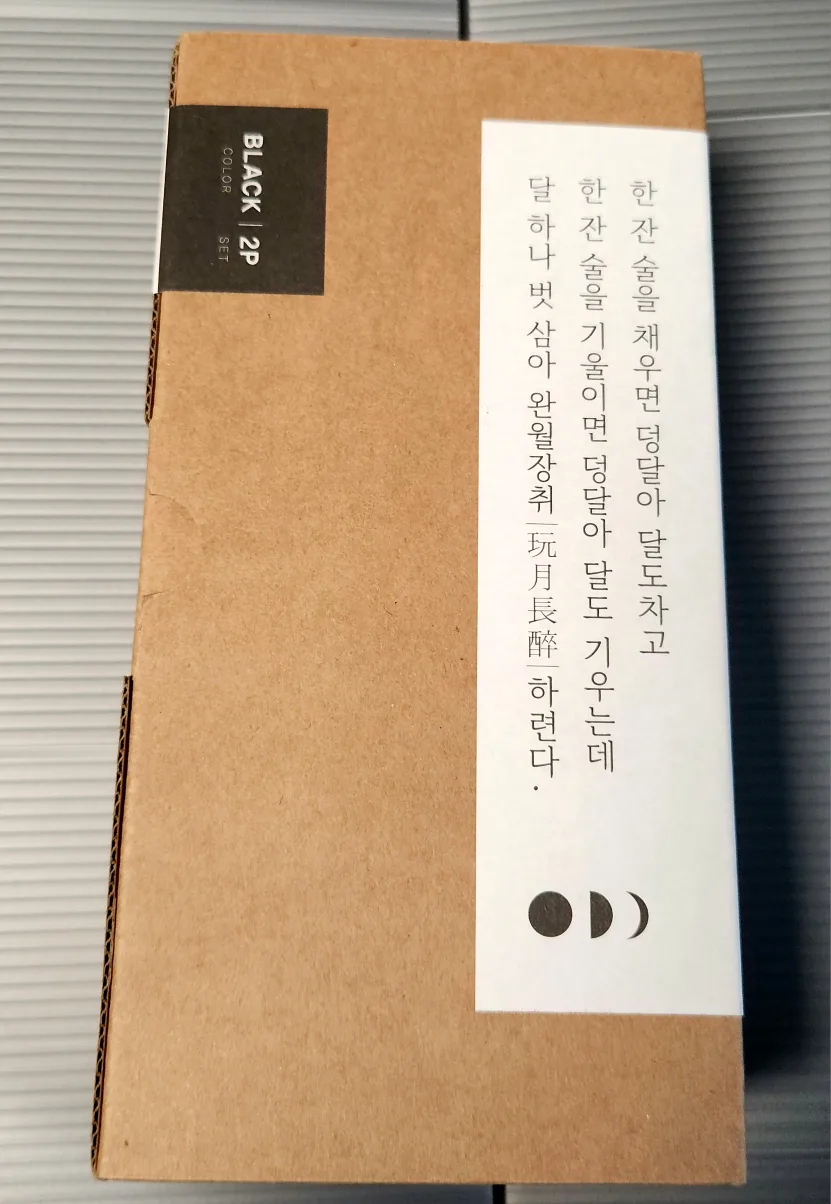 한 잔 술을 채우면 덩달아 달도차고
한 잔 술을 기울이면 덩달아 달도 기우는데
달 하나 벗 삼아 완월장취|玩月長醉|하련다.
BLACK | 2P
COLOR SET